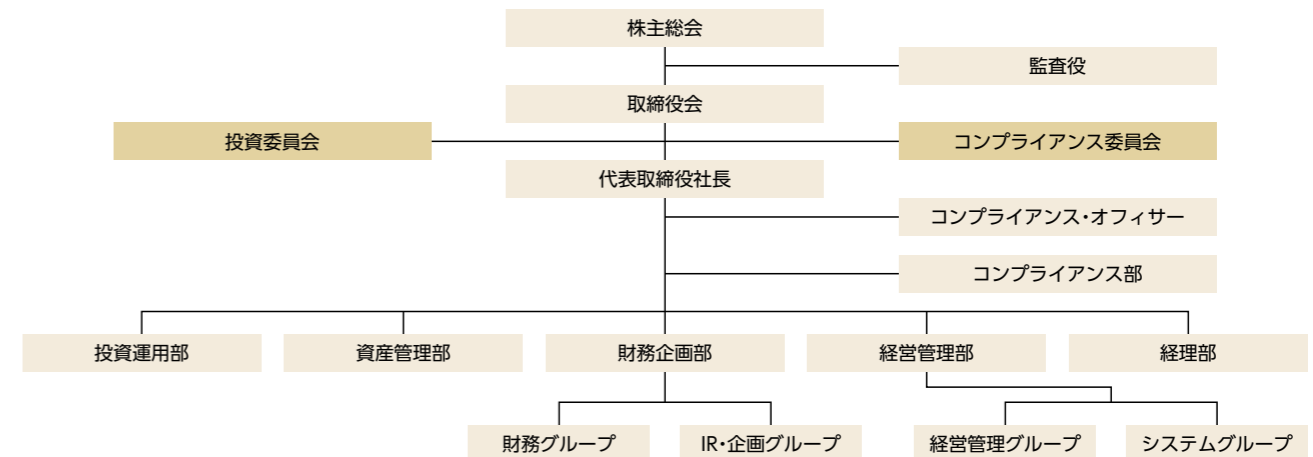 株主総会
監査役
取締役会
投資委員会
コンプライアンス委員会
代表取締役社長
コンプライアンス・オフィサー
コンプライアンス部
投資運用部
資産管理部
財務企画部
経営管理部
経理部
財務グループ
IR・企画グループ
経営管理グループ
システムグループ